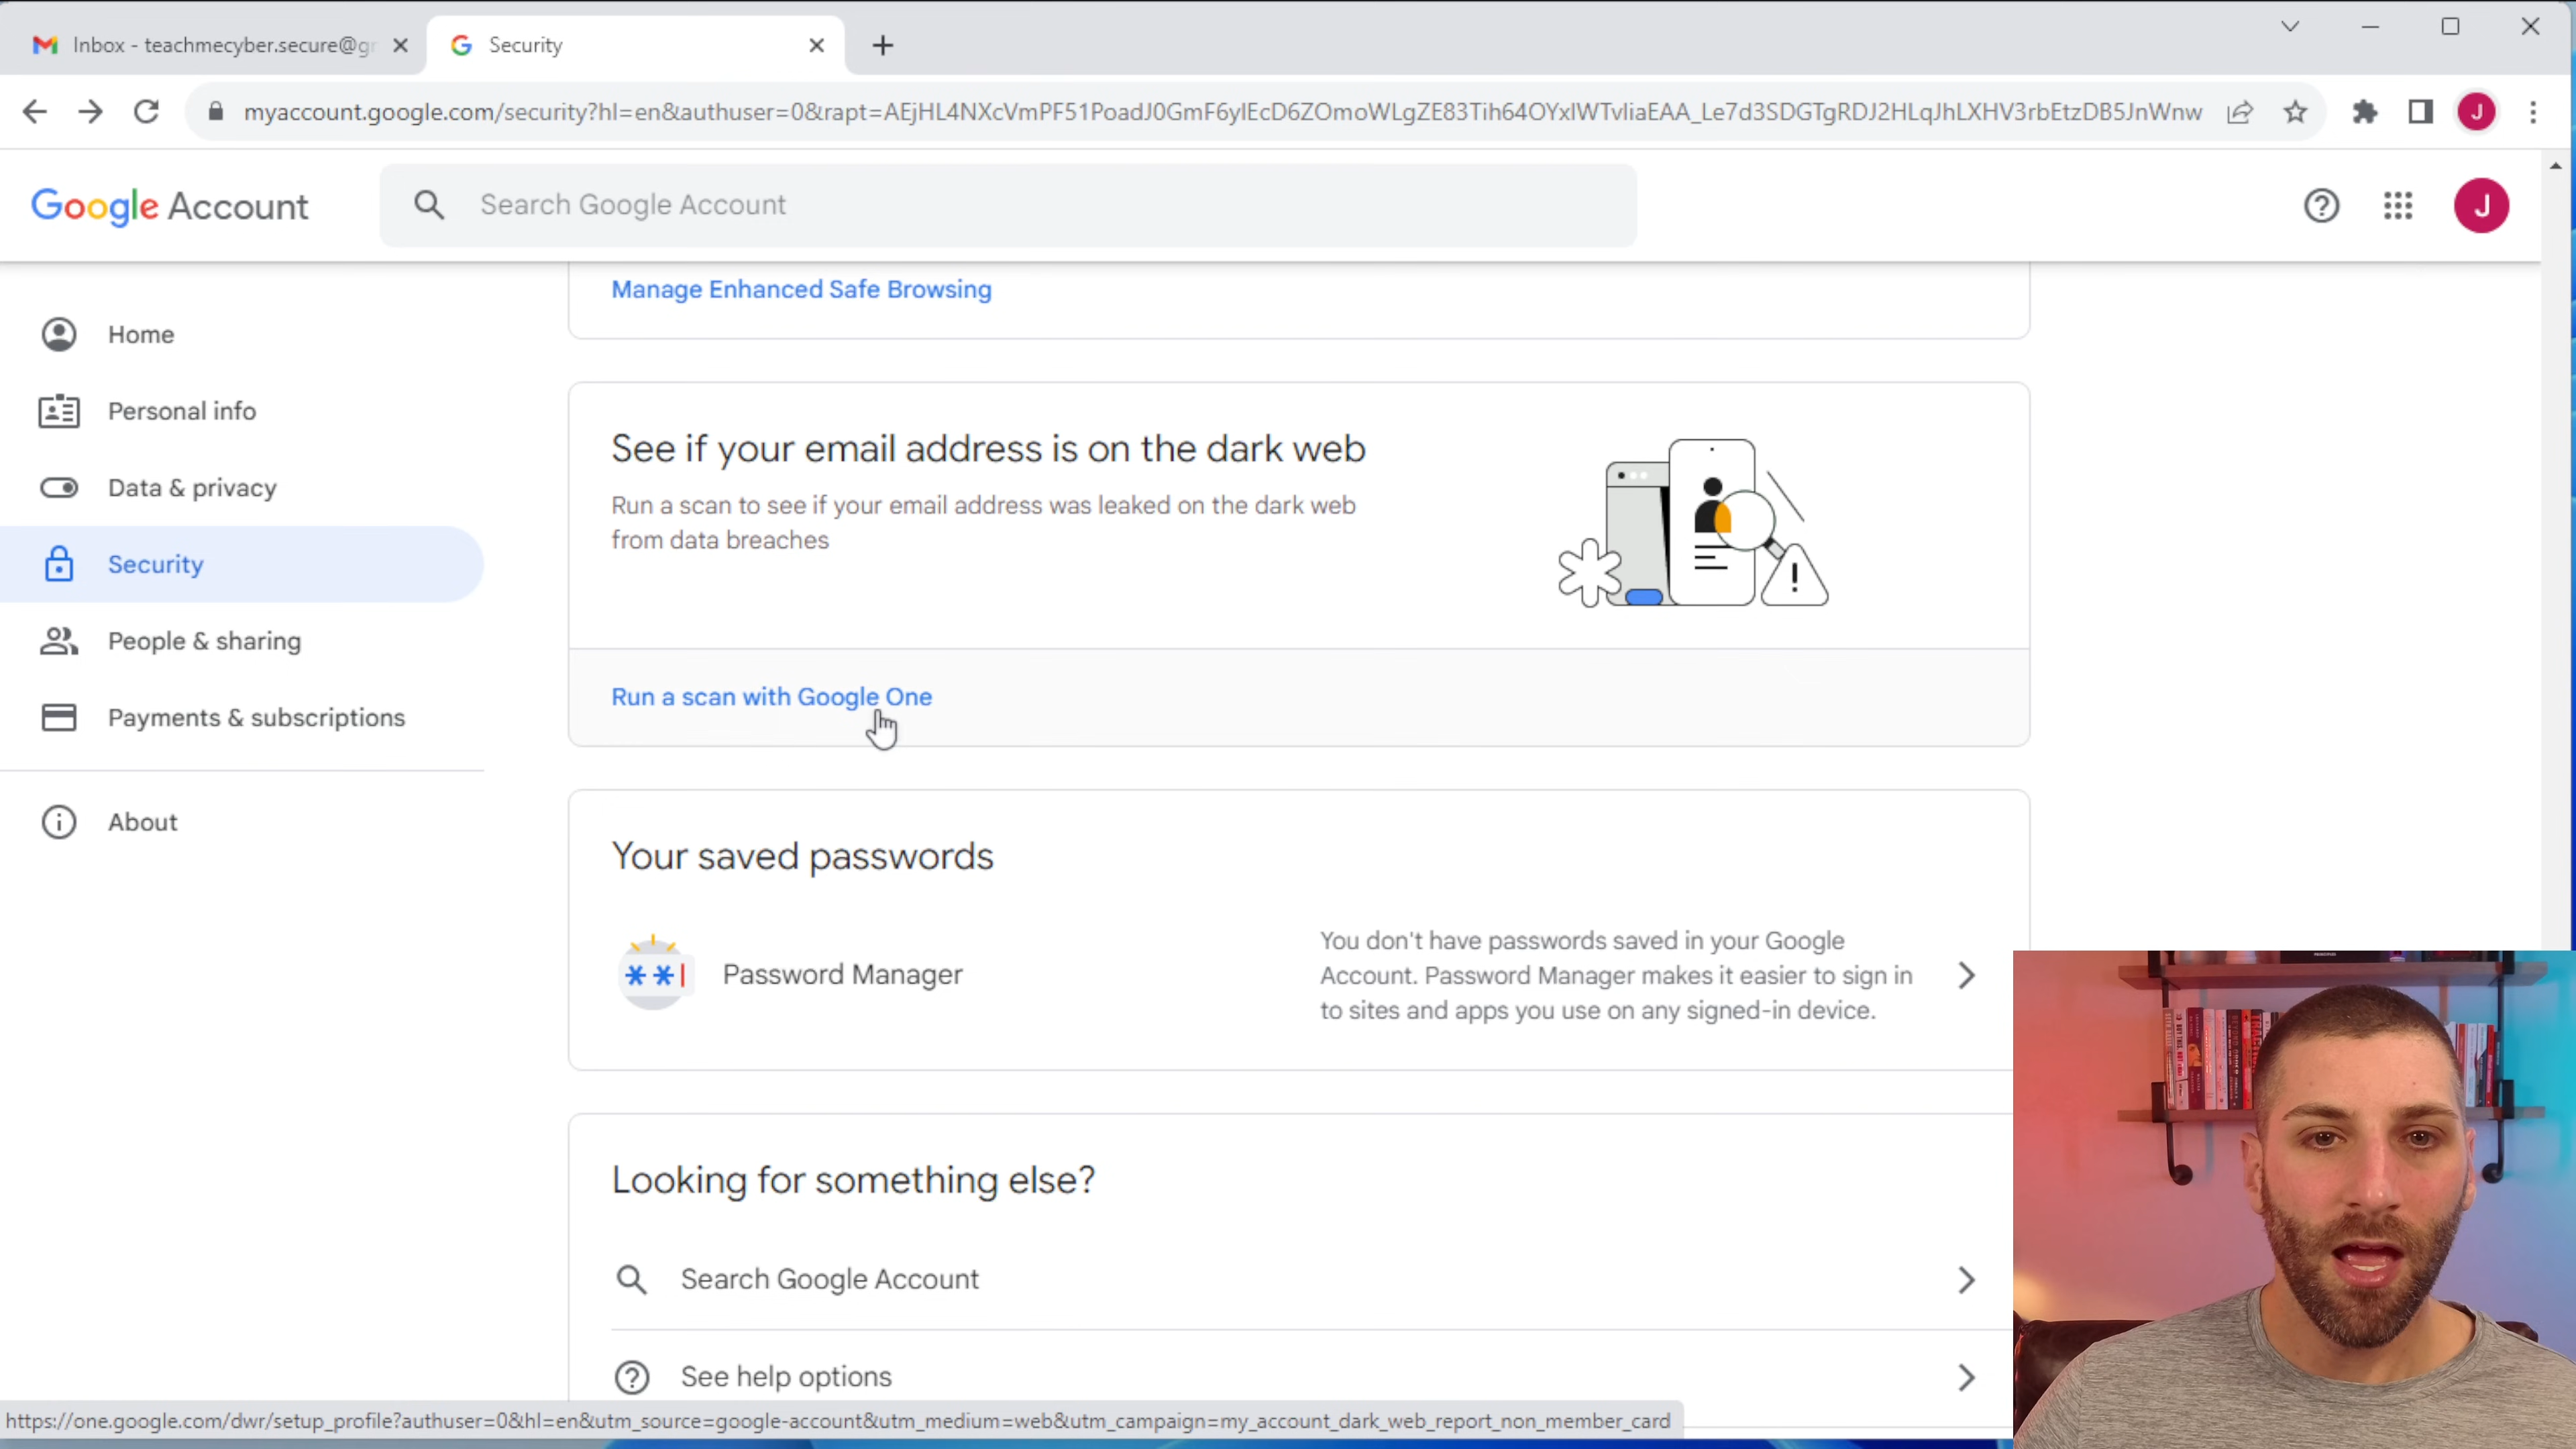 Inbox - teachmecyber.secure@gr
Security
myaccount.google.com/security?hl=en&authuser=0&rapt=AEjHL4NXcVmPF51PoadJ0GmF6yIEcD6ZOmoWLgZE83Tih64OYxlWTvIiaEAA_Le7d3SDGTgRDJ2HLqJhLXHV3rbEtzDB5JnWnw
J
Google Account
Search Google Account
J
Manage Enhanced Safe Browsing
Home
Personal info
Data & privacy
Security
People & sharing
Payments & subscriptions
About
See if your email address is on the dark web
Run a scan to see if your email address was leaked on the dark web
from data breaches
Run a scan with Google One
Your saved passwords
Password Manager
You don't have passwords saved in your Google
Account. Password Manager makes it easier to sign in
to sites and apps you use on any signed-in device.
Looking for something else?
Search Google Account
See help options
https://one.google.com/dwr/setup_profile?authuser=0&hl=en&utm_source=google-account&utm_medium=web&utm_campaign=my_account_dark_web_report_non_member_card